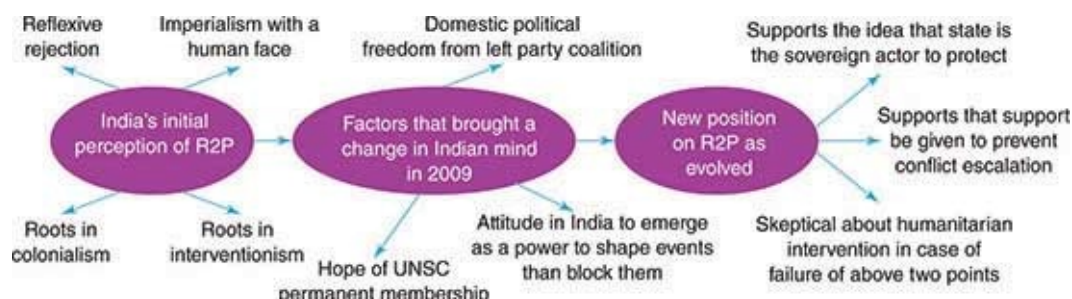 Reflexive
rejection
Imperialism with a
human face
India's initial
perception of R2P
Roots in
colonialism
Roots in
interventionism
Domestic political
freedom from left party coalition
Factors that brought a
change in Indian mind
in 2009
Hope of UNSC
permanent membership
Attitude in India to emerge
as a power to shape events
than block them
New position
on R2P as
evolved
Supports the idea that state is
the sovereign actor to protect
Supports that support
be given to prevent
conflict escalation
Skeptical about humanitarian
intervention in case of
failure of above two points